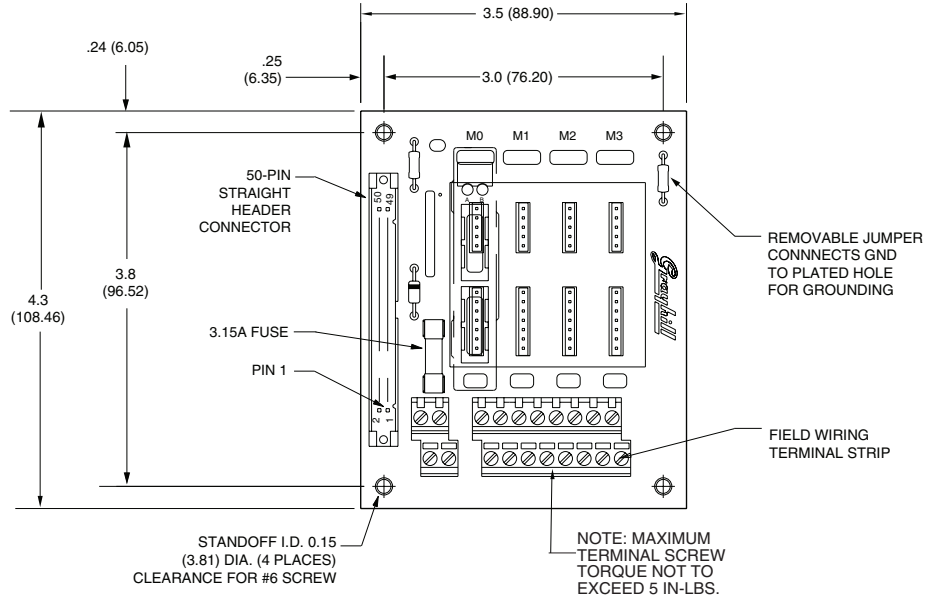 3.5 (88.90)
.24 (6.05)
.25
(6.35)
3.0 (76.20)
M0 M1 M2 M3
50-PIN
STRAIGHT
HEADER
CONNECTOR
50 49
A B
REMOVABLE JUMPER
CONNNECTS GND
TO PLATED HOLE
FOR GROUNDING
Grayhill
3.8
(96.52)
4.3
(108.46)
3.15A FUSE
PIN 1
2 1
FIELD WIRING
TERMINAL STRIP
STANDOFF I.D. 0.15
(3.81) DIA. (4 PLACES)
CLEARANCE FOR #6 SCREW
NOTE: MAXIMUM
TERMINAL SCREW
TORQUE NOT TO
EXCEED 5 IN-LBS.